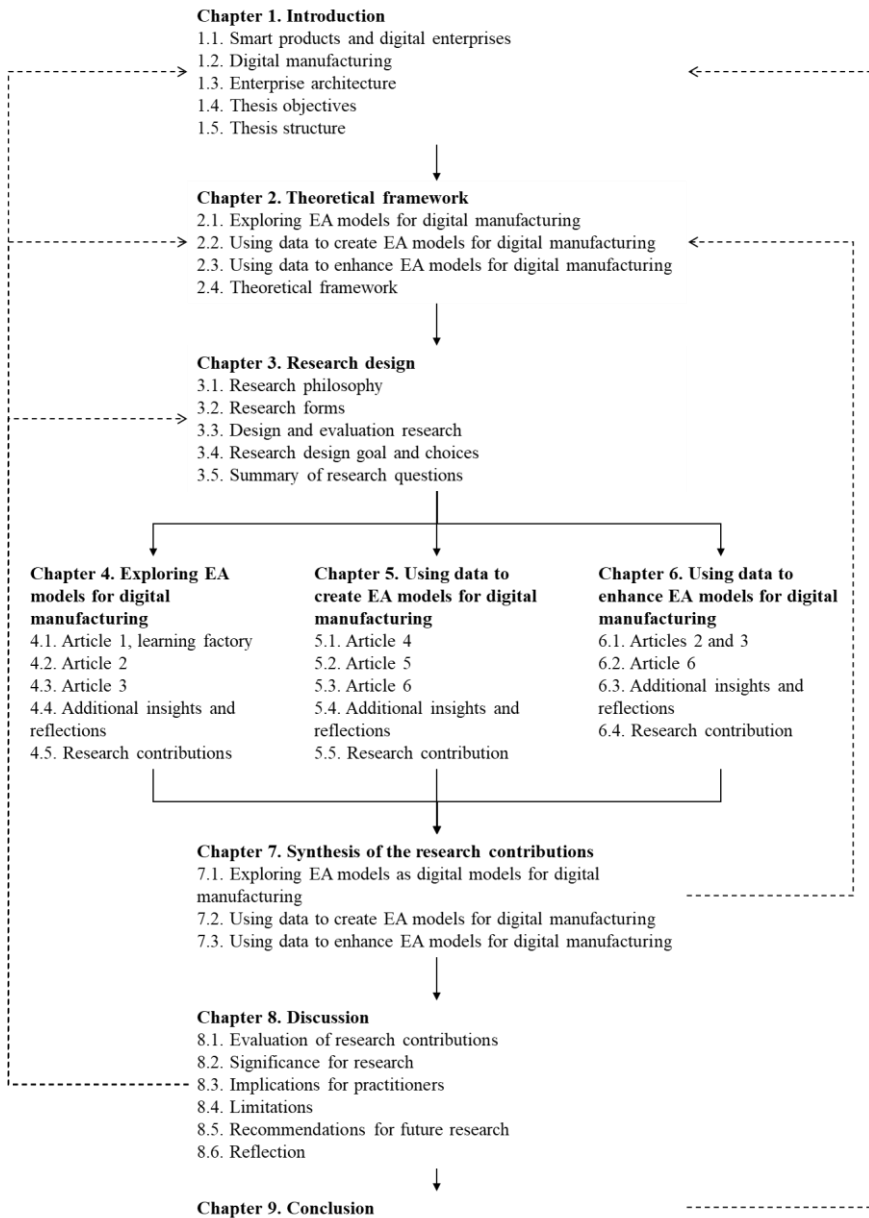 Chapter 1. Introduction
1.1. Smart products and digital enterprises
1.2. Digital manufacturing
1.3. Enterprise architecture
1.4. Thesis objectives
1.5. Thesis structure
Chapter 2. Theoretical framework
2.1. Exploring EA models for digital manufacturing
2.2. Using data to create EA models for digital manufacturing
2.3. Using data to enhance EA models for digital manufacturing
2.4. Theoretical framework
Chapter 3. Research design
3.1. Research philosophy
3.2. Research forms
3.3. Design and evaluation research
3.4. Research design goal and choices
3.5. Summary of research questions
Chapter 4. Exploring EA
models for digital
manufacturing
4.1. Article 1, learning factory
4.2. Article 2
4.3. Article 3
4.4. Additional insights and
reflections
4.5. Research contributions
Chapter 5. Using data to
create EA models for digital
manufacturing
5.1. Article 4
5.2. Article 5
5.3. Article 6
5.4. Additional insights and
reflections
5.5. Research contribution
Chapter 6. Using data to
enhance EA models for digital
manufacturing
6.1. Articles 2 and 3
6.2. Article 6
6.3. Additional insights and
reflections
6.4. Research contribution
Chapter 7. Synthesis of the research contributions
7.1. Exploring EA models as digital models for digital
manufacturing
7.2. Using data to create EA models for digital manufacturing
7.3. Using data to enhance EA models for digital manufacturing
Chapter 8. Discussion
8.1. Evaluation of research contributions
8.2. Significance for research
8.3. Implications for practitioners
8.4. Limitations
8.5. Recommendations for future research
8.6. Reflection
Chapter 9. Conclusion